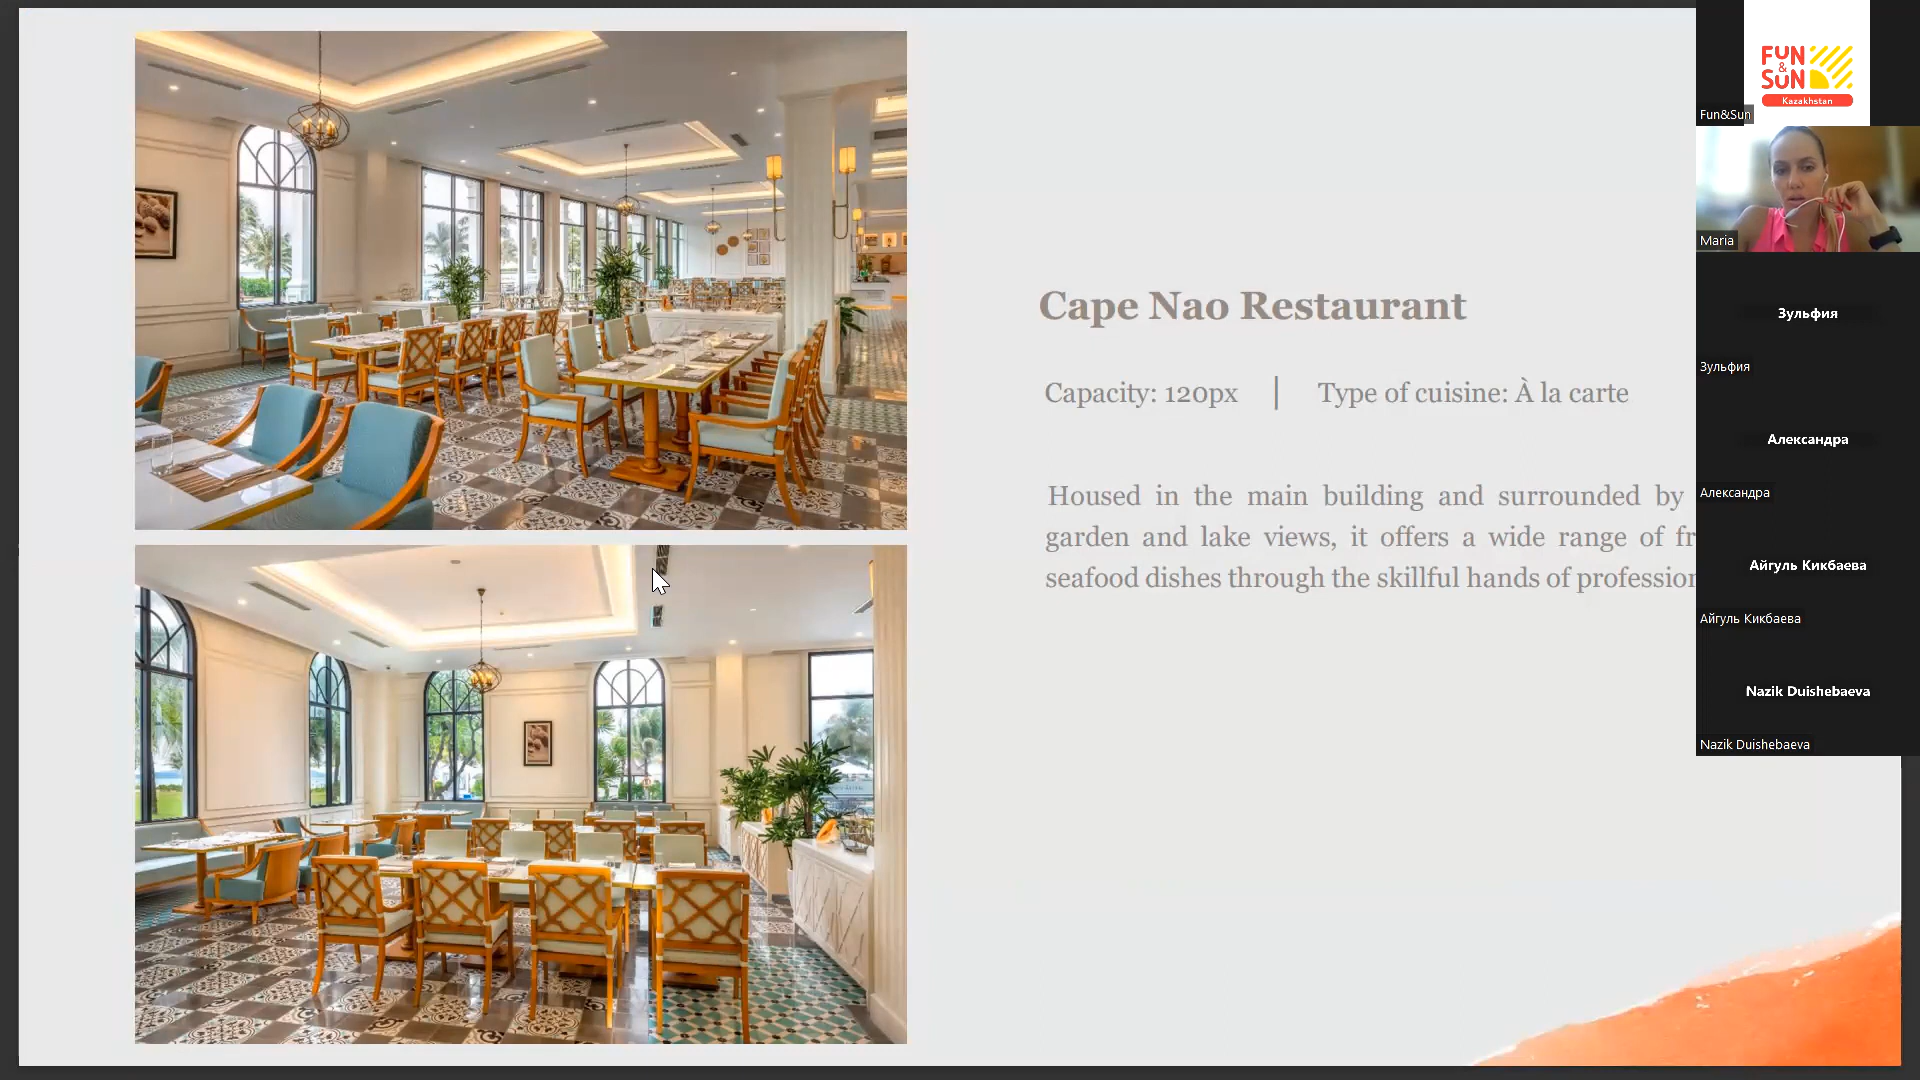 Cape Nao Restaurant
Capacity: 120px | Type of cuisine: À la carte
Housed in the main building and surrounded by
garden and lake views, it offers a wide range of
seafood dishes through the skillful hands of
FUN
&
SUN
Kazakhstan
Fun&Sun
Maria
Зульфия
Зульфия
Александра
Александра
Айгуль Кикбаева
Айгуль Кикбаева
Nazik Duishebaeva
Nazik Duishebaeva